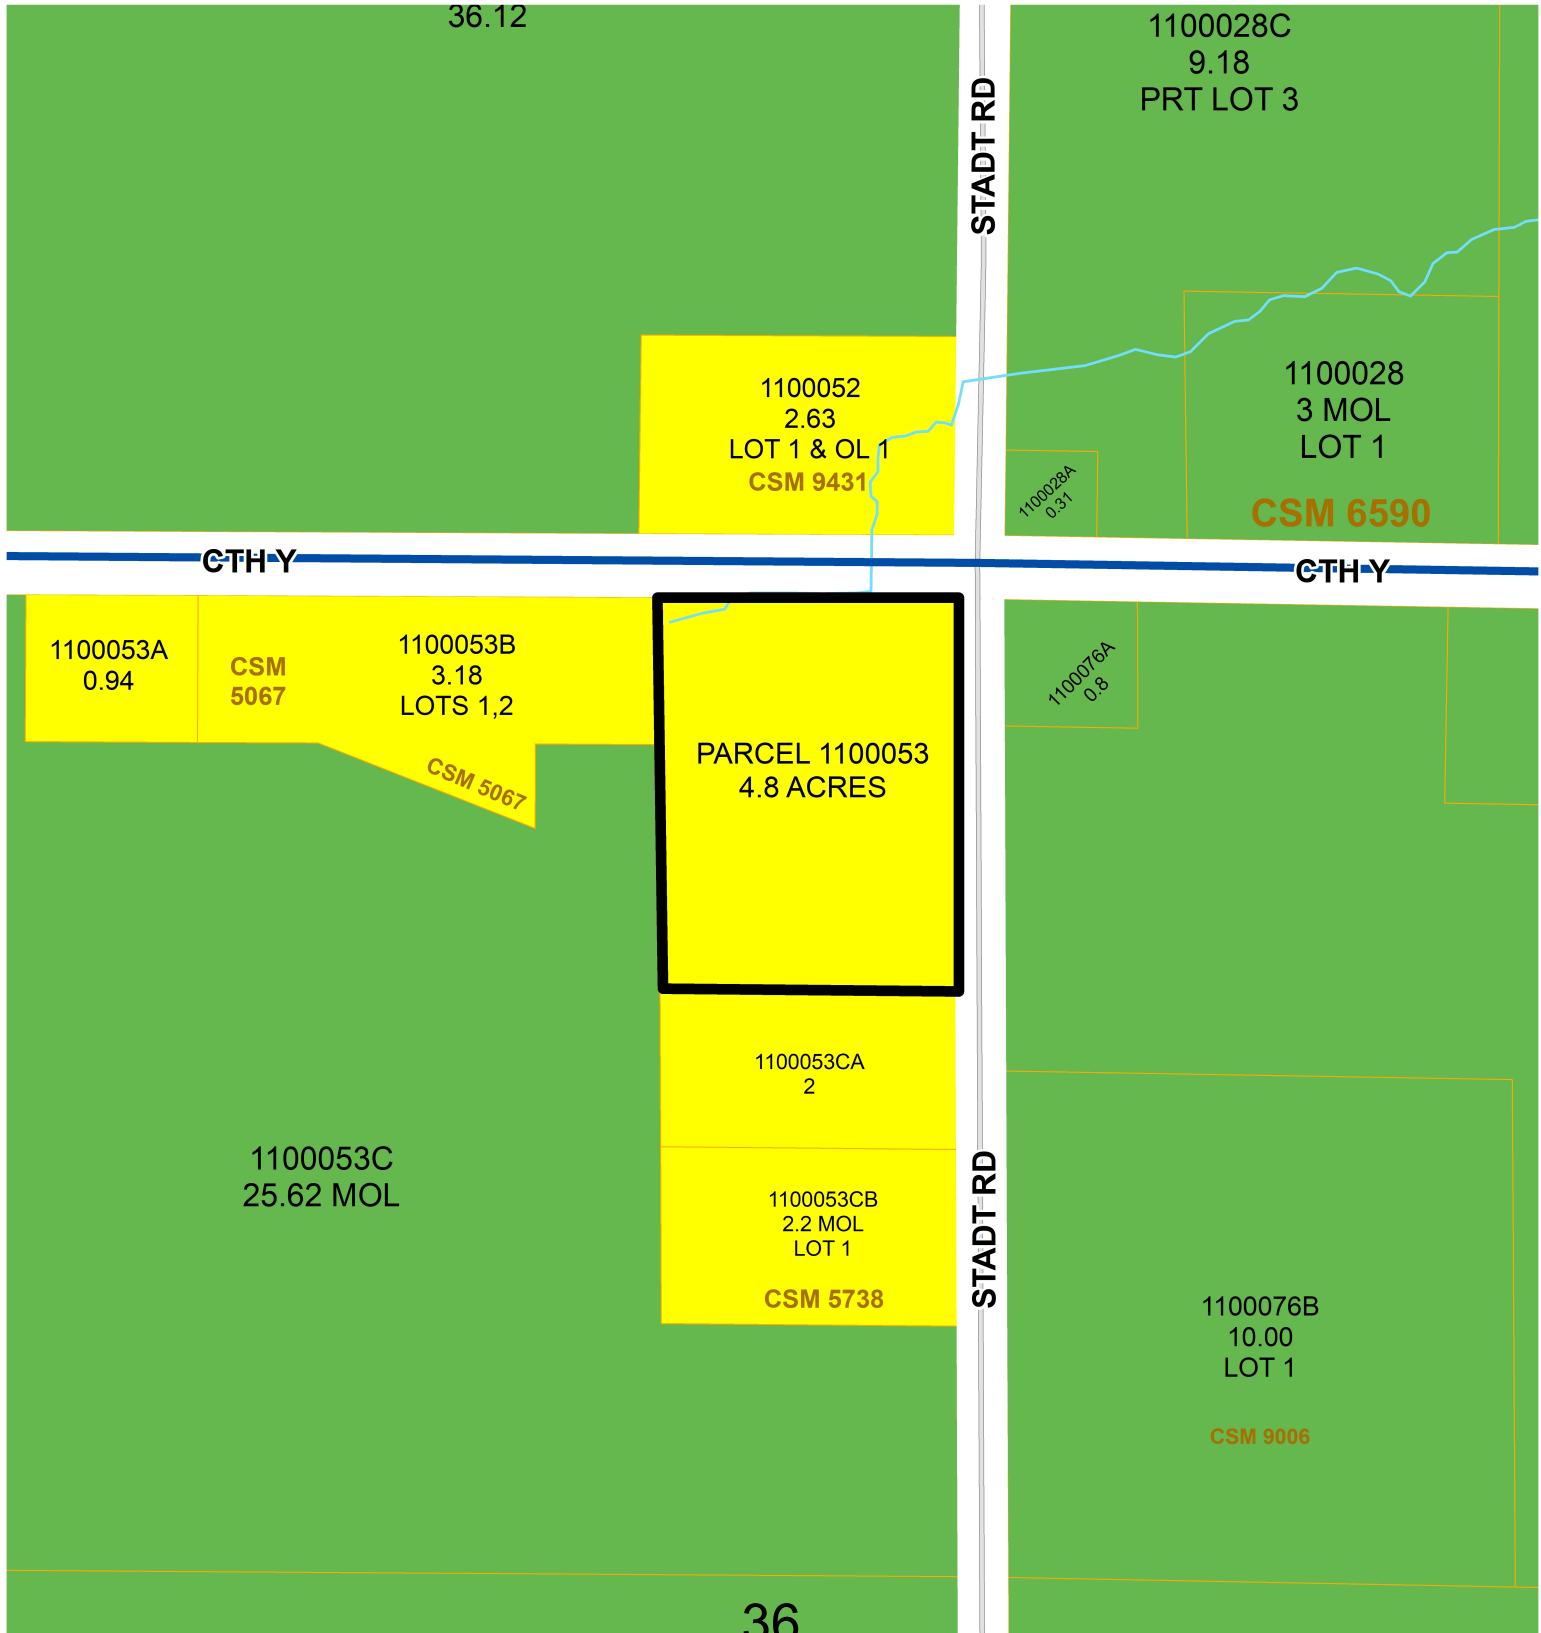 36.12
1100028C
9.18
PRT LOT 3
STADT RD
1100052
2.63
LOT 1 & OL 1
CSM 9431
1100028
3 MOL
LOT 1
CSM 6590
1100028A
0.31
CTH Y
CTH Y
1100053A
0.94
CSM
5067
1100053B
3.18
LOTS 1,2
CSM 5067
PARCEL 1100053
4.8 ACRES
1100076A
0.8
1100053CA
2
1100053C
25.62 MOL
1100053CB
2.2 MOL
LOT 1
CSM 5738
STADT RD
1100076B
10.00
LOT 1
CSM 9006
36